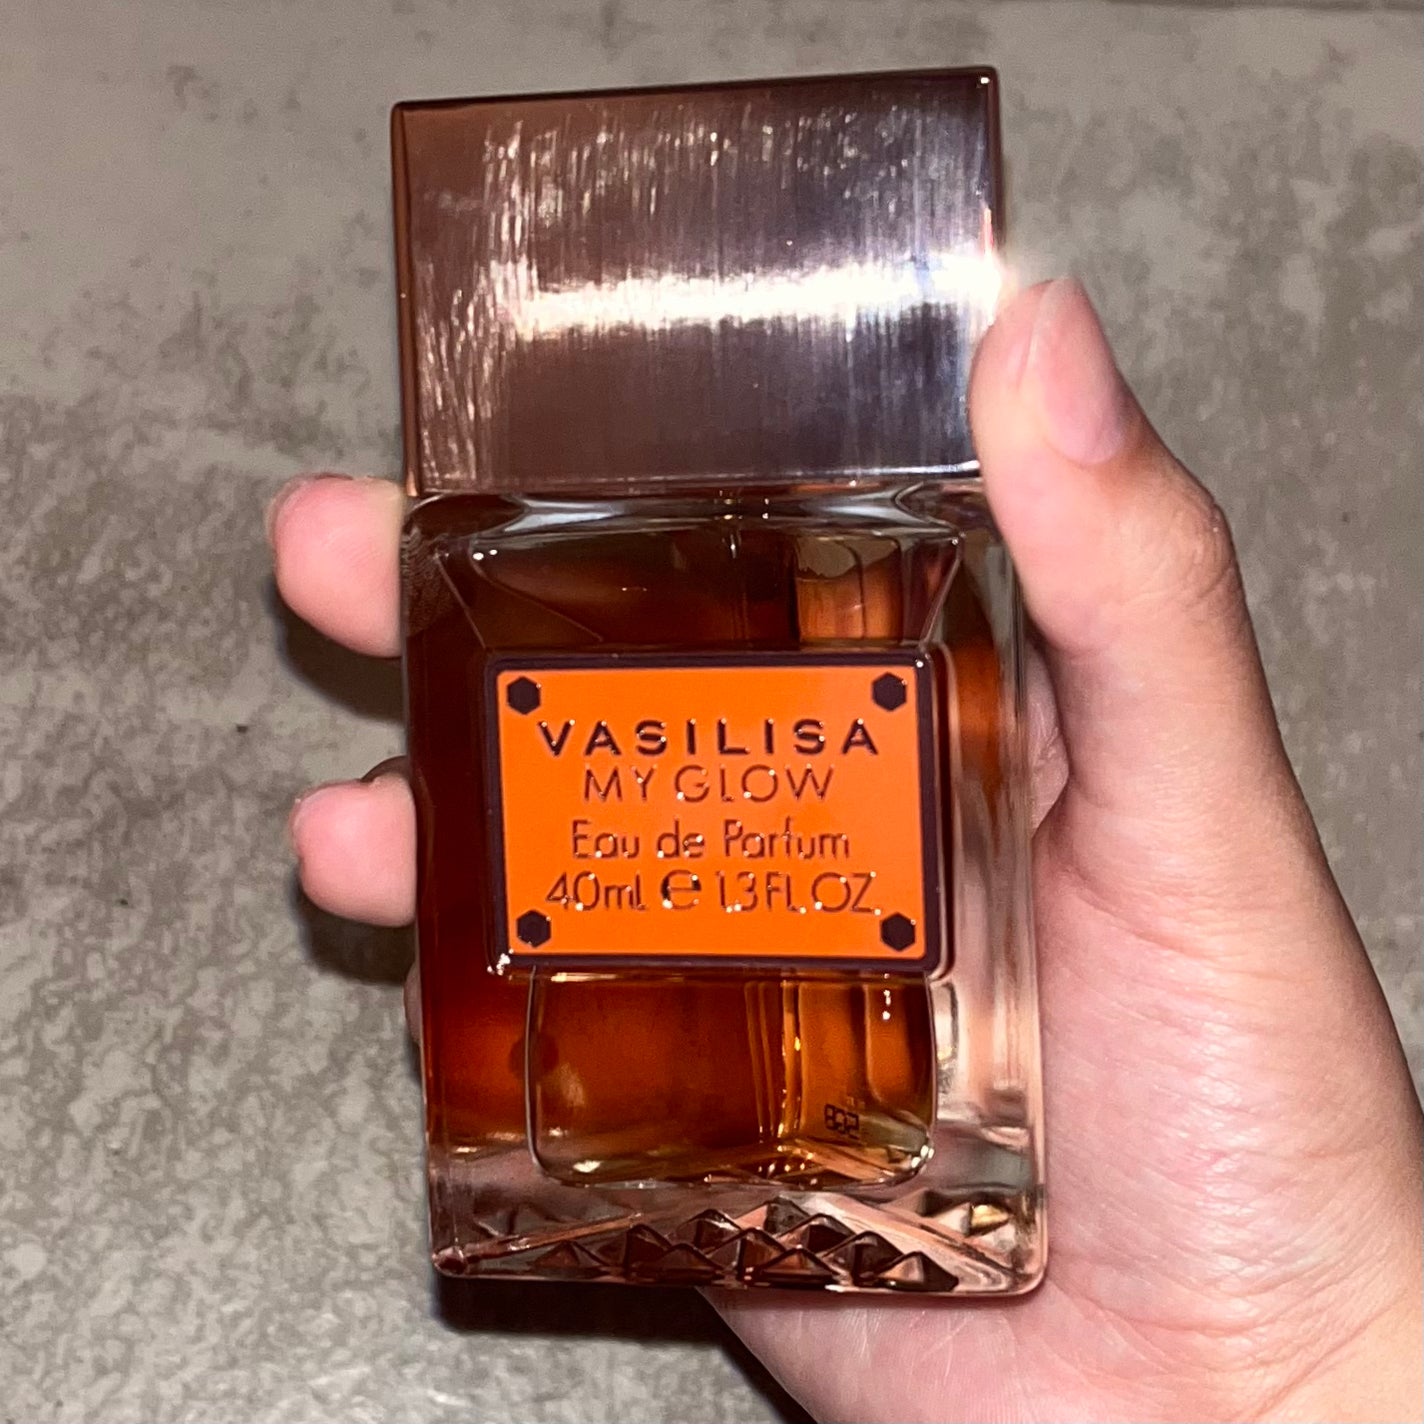 VASILISA
MY GLOW
Eau de Parfum
40ml ℮ 1.3 FL.OZ.